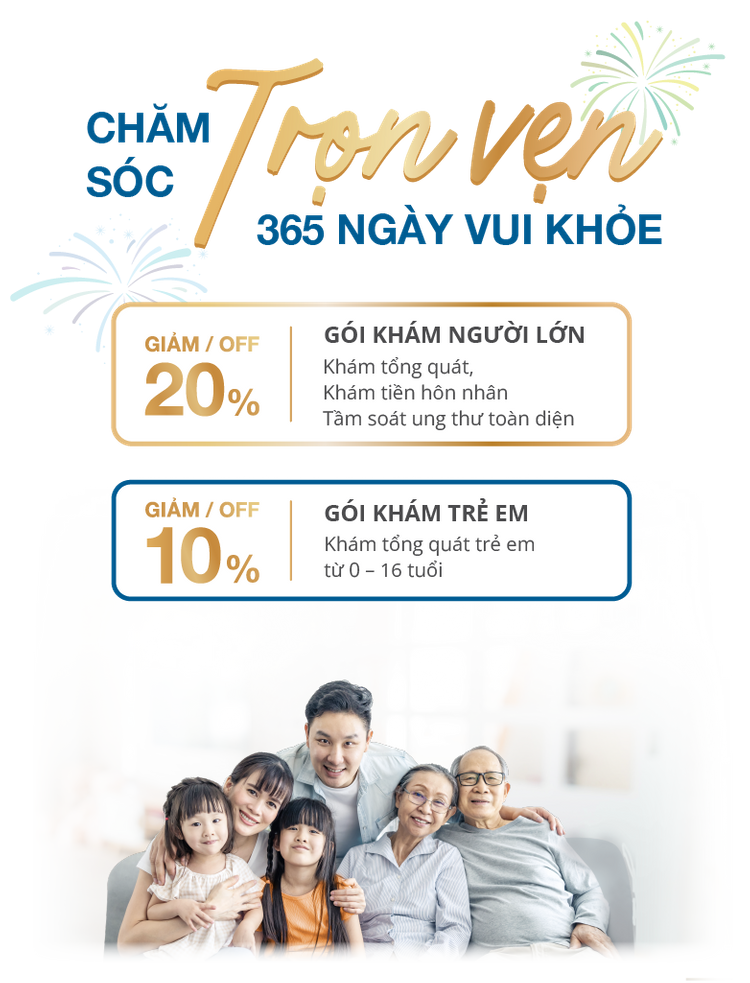 CHĂM
SÓC
Trọn vẹn
365 NGÀY VUI KHỎE
GIẢM / OFF
20%
GÓI KHÁM NGƯỜI LỚN
Khám tổng quát,
Khám tiền hôn nhân
Tầm soát ung thư toàn diện
GIẢM / OFF
10%
GÓI KHÁM TRẺ EM
Khám tổng quát trẻ em
từ 0 – 16 tuổi